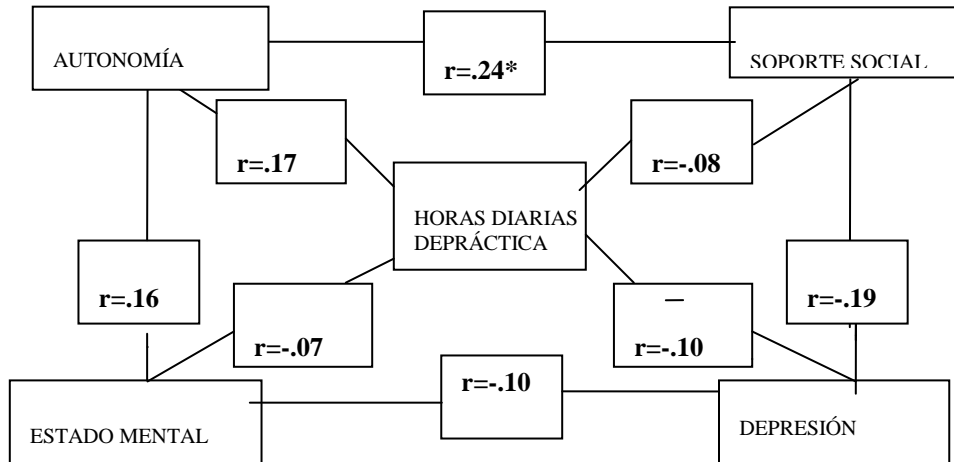 AUTONOMÍA
r=.24*
SOPORTE SOCIAL
r=.17
r=-.08
HORAS DIARIAS
DEPRÁCTICA
r=.16
r=-.07
—
r=-.10
r=-.19
r=-.10
ESTADO MENTAL
DEPRESIÓN